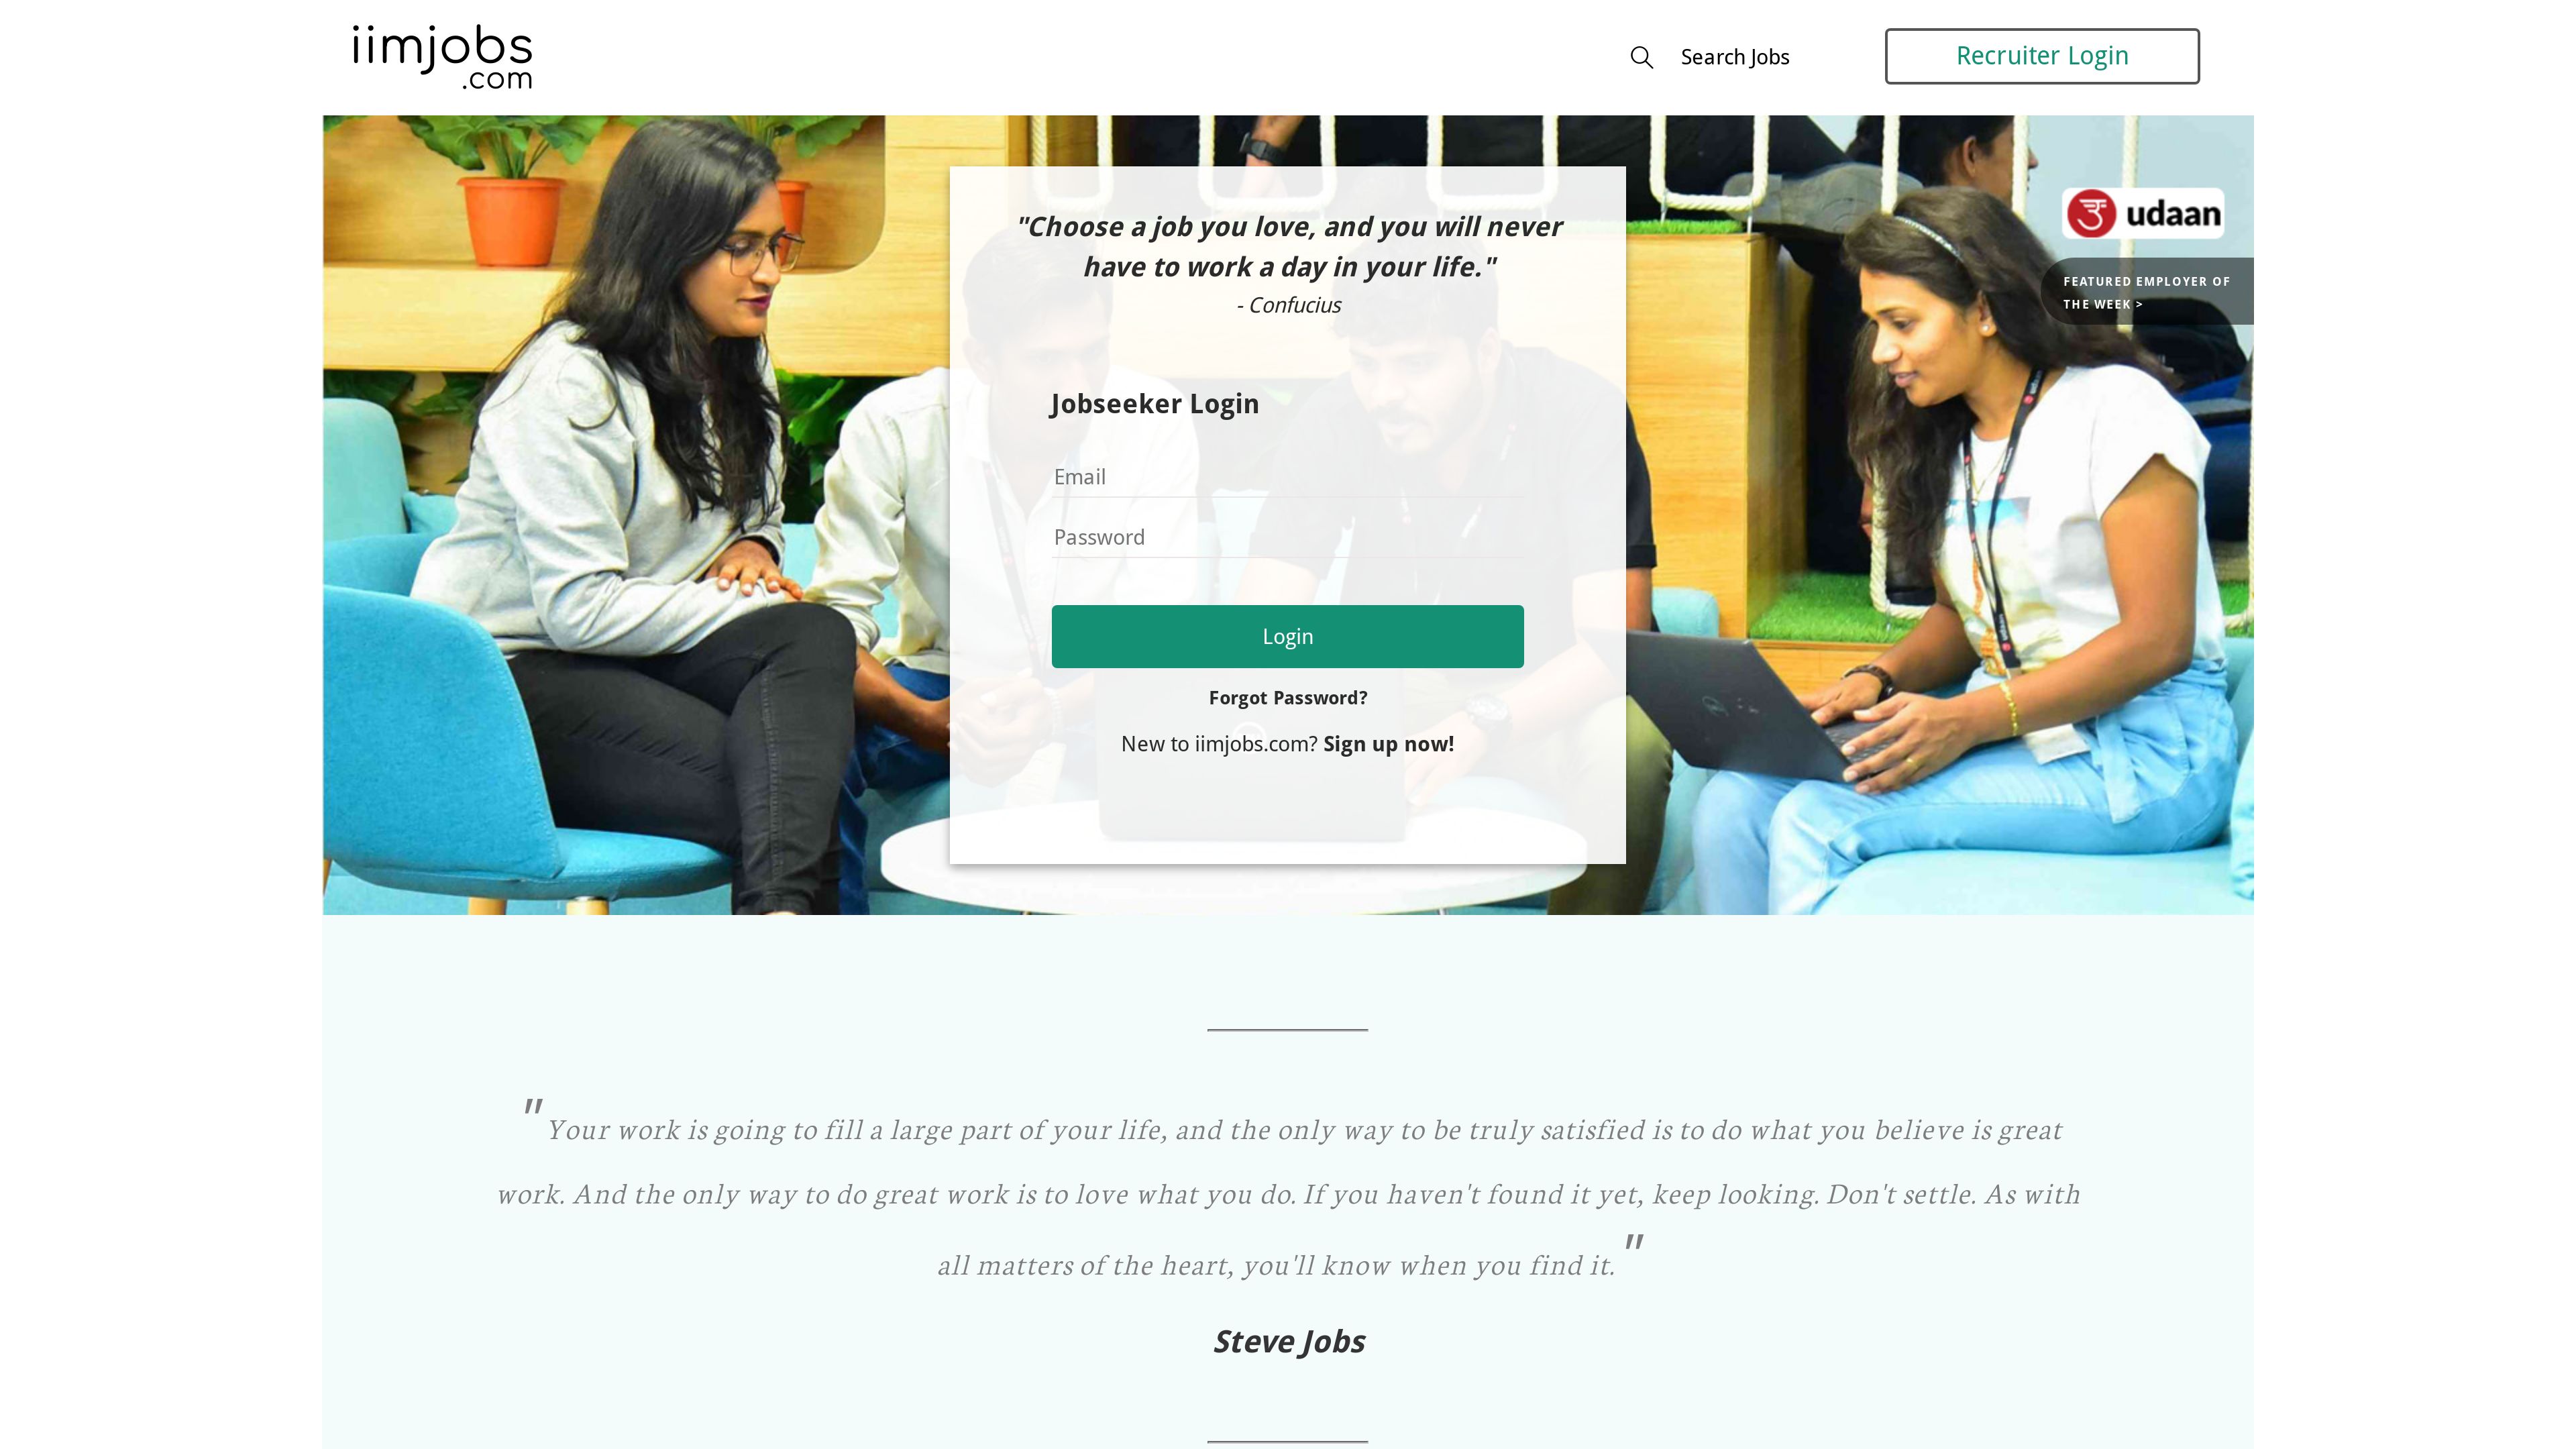 iimjobs
.com
Search Jobs
Recruiter Login
"Choose a job you love, and you will never
have to work a day in your life."
- Confucius
उ udaan
FEATURED EMPLOYER OF
THE WEEK >
Jobseeker Login
Email
Password
Login
Forgot Password?
New to iimjobs.com? Sign up now!
"Your work is going to fill a large part of your life, and the only way to be truly satisfied is to do what you believe is great
work. And the only way to do great work is to love what you do. If you haven't found it yet, keep looking. Don't settle. As with
all matters of the heart, you'll know when you find it."
Steve Jobs